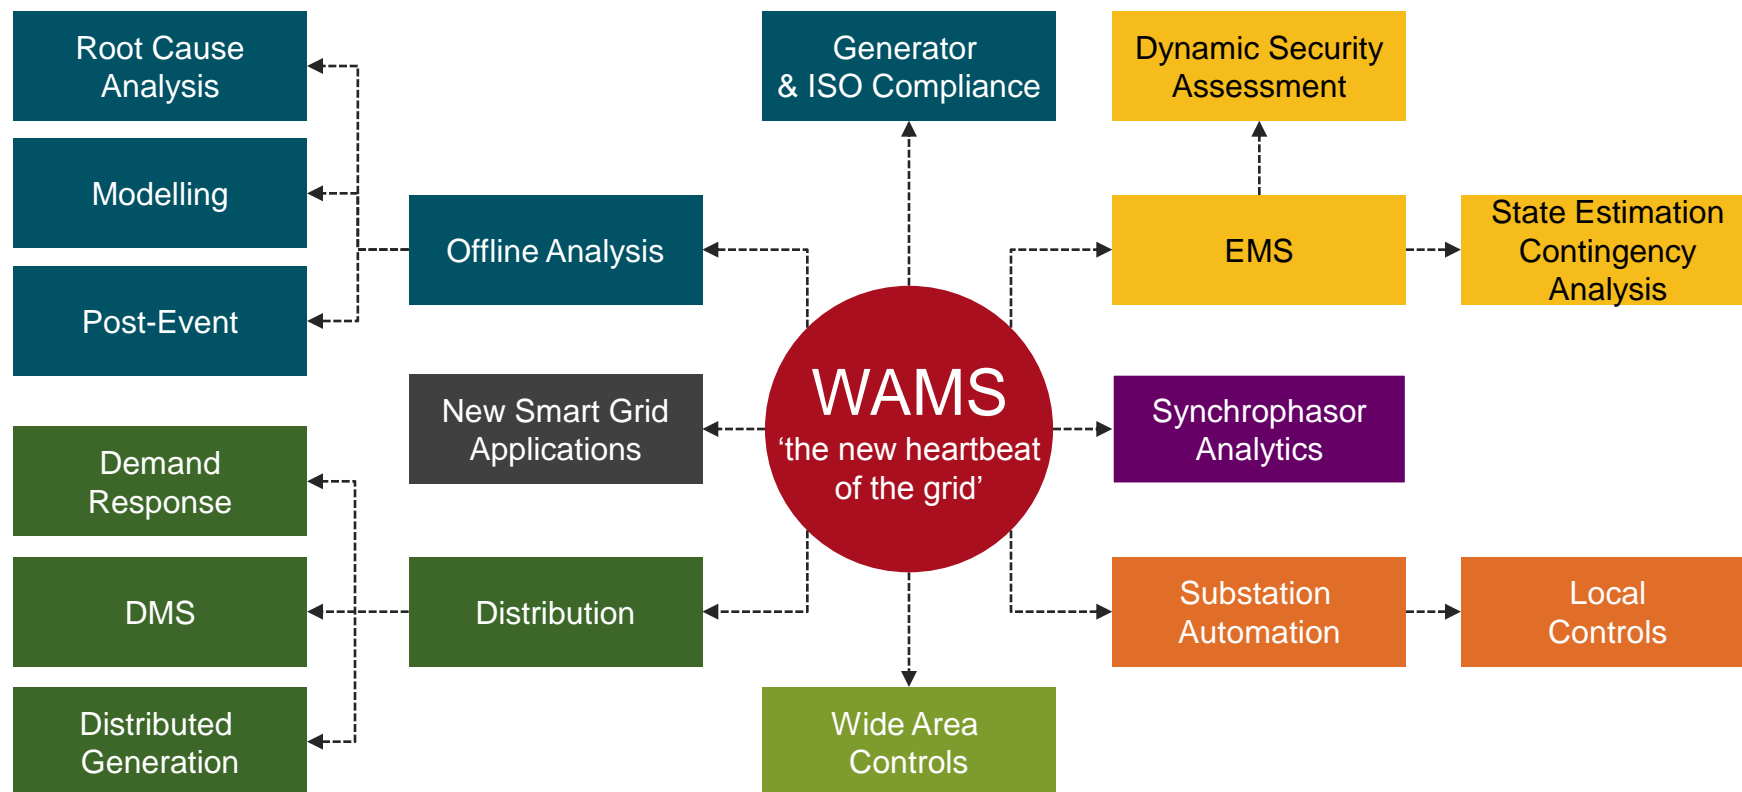 Root Cause
Analysis
Generator
& ISO Compliance
Dynamic Security
Assessment
Modelling
Offline Analysis
EMS
State Estimation
Contingency
Analysis
Post-Event
WAMS
‘the new heartbeat
of the grid’
New Smart Grid
Applications
Synchrophasor
Analytics
Demand
Response
DMS
Distribution
Substation
Automation
Local
Controls
Distributed
Generation
Wide Area
Controls